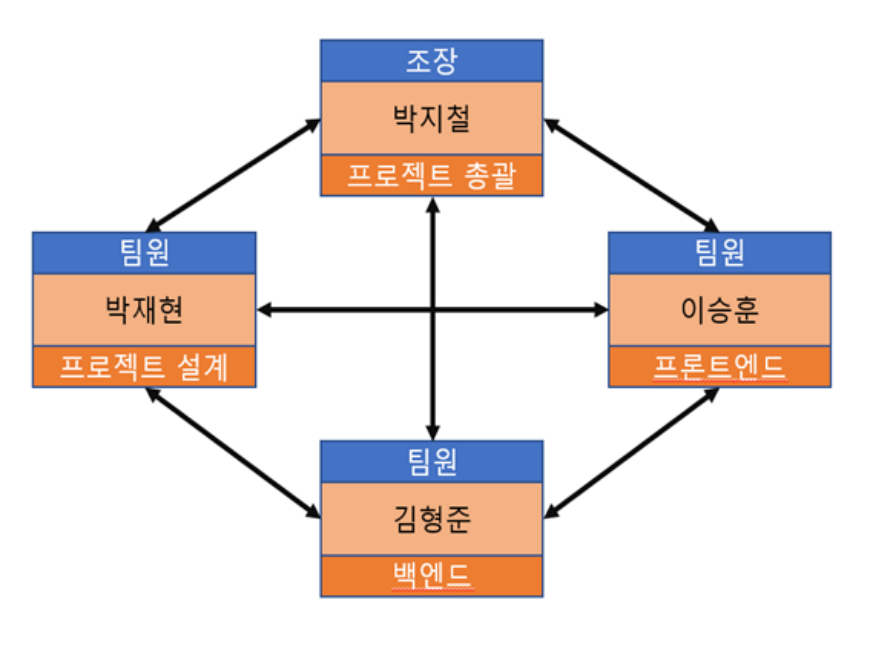 조장
박지철
프로젝트 총괄
팀원
박재현
프로젝트 설계
팀원
이승훈
프론트엔드
팀원
김형준
백엔드